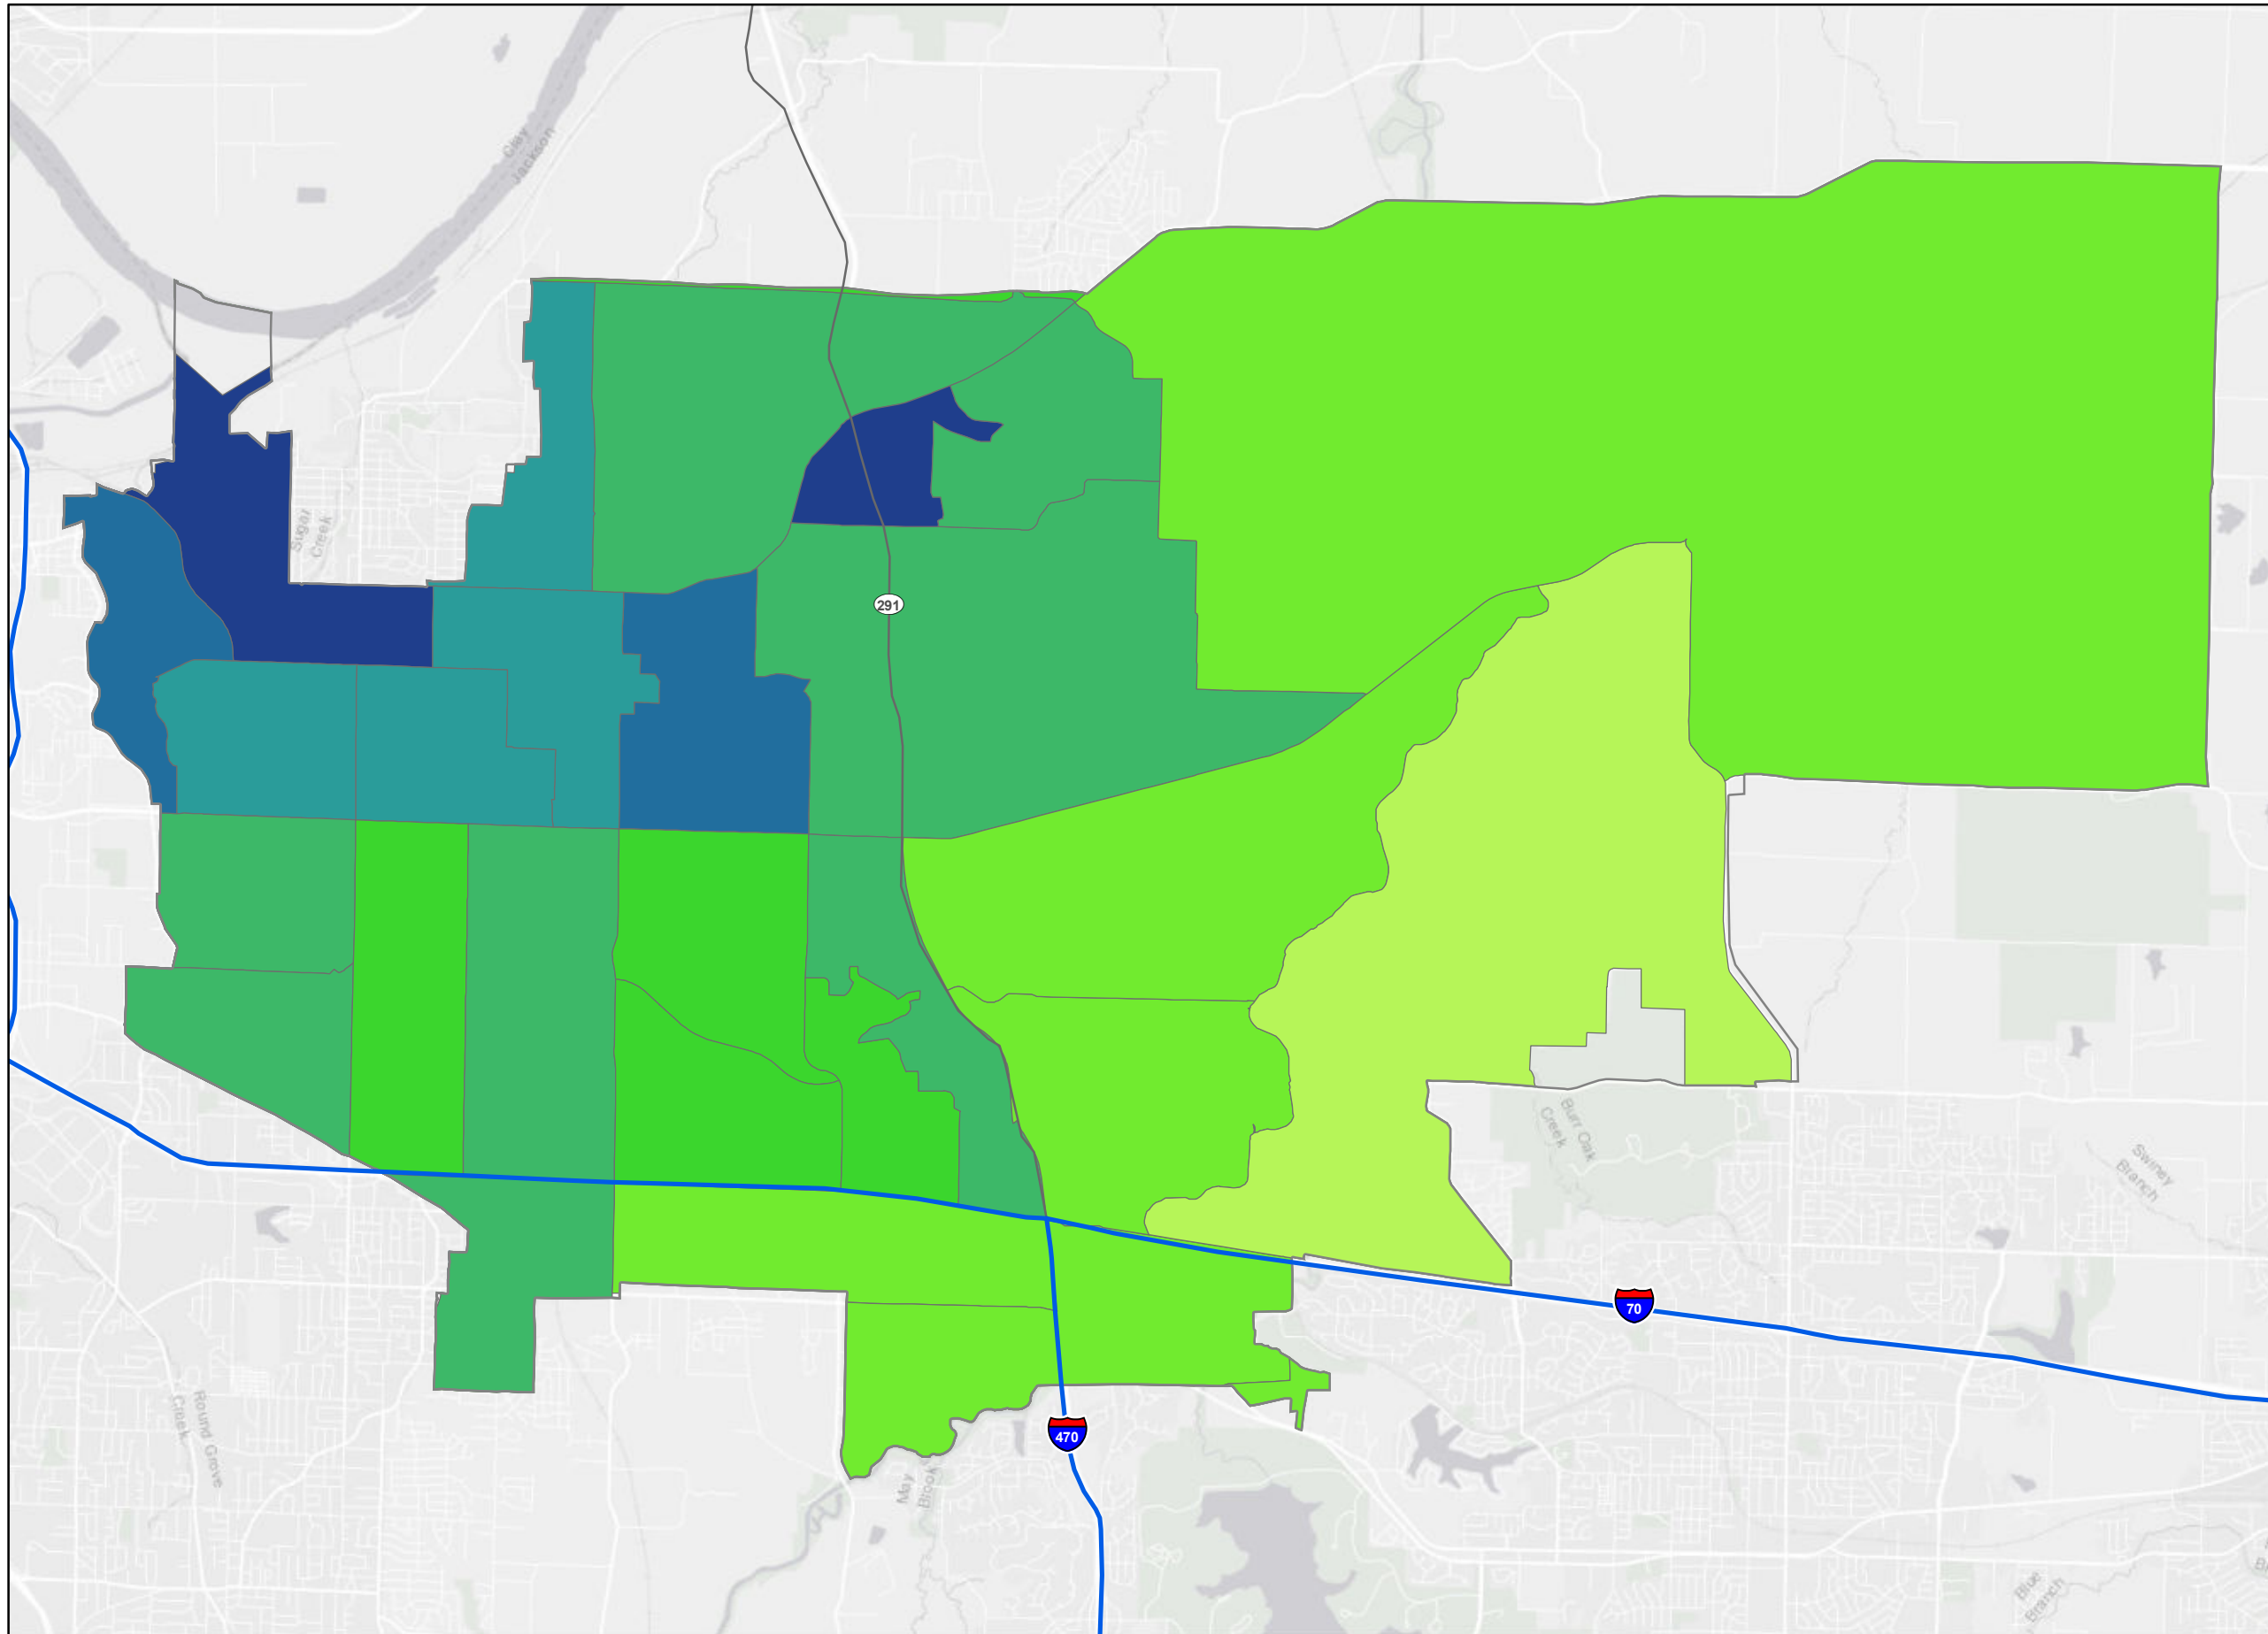 Clay
Jackson
Sugar
Creek
291
Burr Oak
Creek
Swiney
Branch
70
Round Grove
Creek
470
May
Brook
Blue
Branch